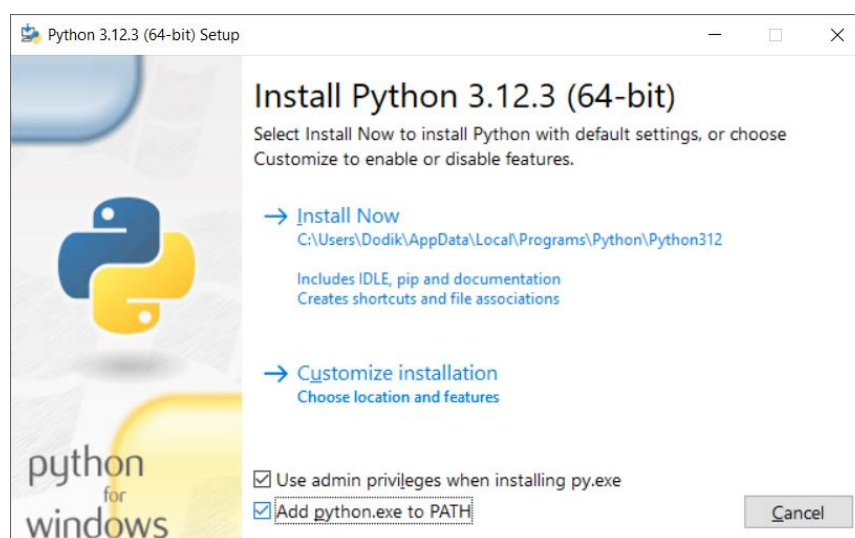 Python 3.12.3 (64-bit) Setup
Install Python 3.12.3 (64-bit)
Select Install Now to install Python with default settings, or choose
Customize to enable or disable features.
Install Now
C:\Users\Dodik\AppData\Local\Programs\Python\Python312
Includes IDLE, pip and documentation
Creates shortcuts and file associations
Customize installation
Choose location and features
python
for
windows
Use admin privileges when installing py.exe
Add python.exe to PATH
Cancel